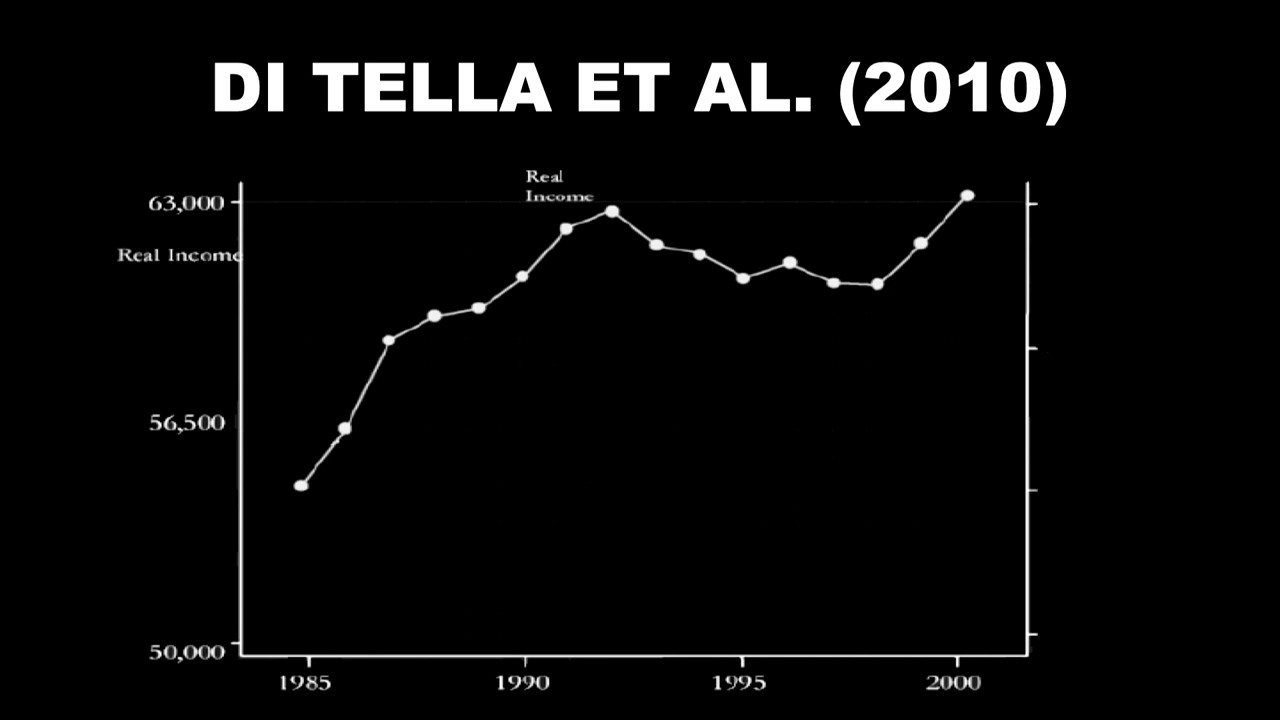 DI TELLA ET AL. (2010)
Real
Income
63,000
Real Income
56,500
50,000
1985 1990 1995 2000